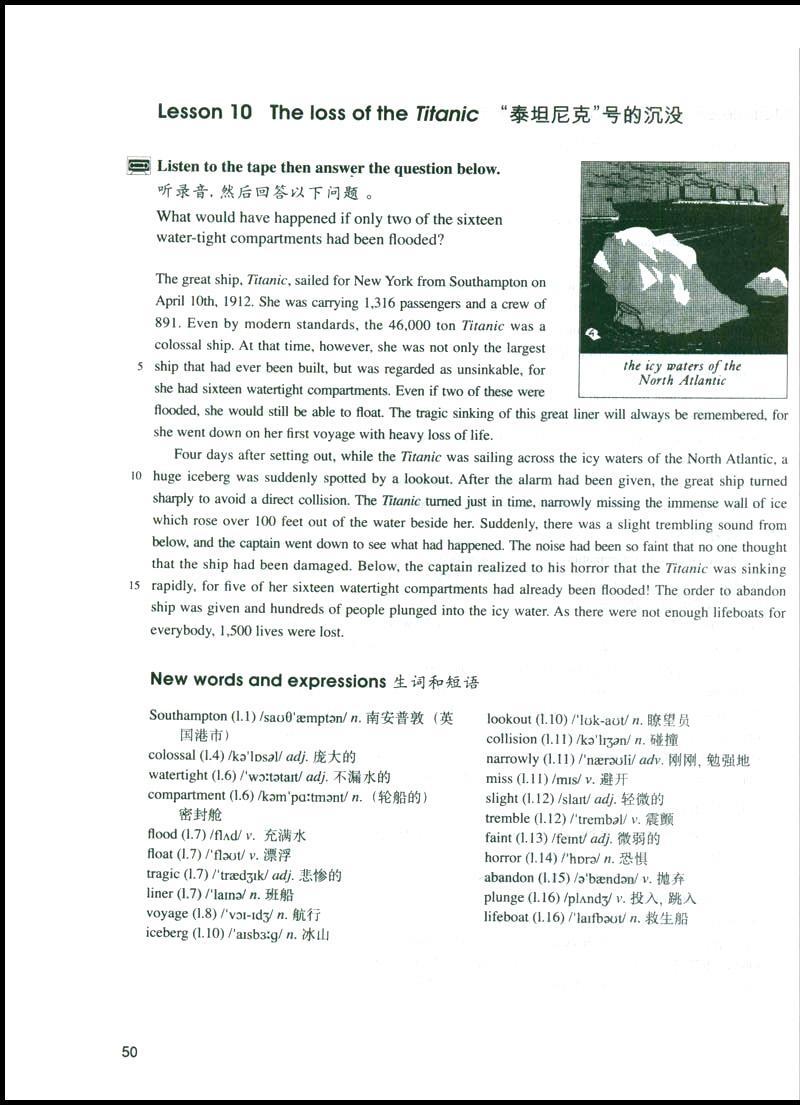 Lesson 10 The loss of the Titanic “泰坦尼克”号的沉没
Listen to the tape then answer the question below.
听录音，然后回答以下问题。
What would have happened if only two of the sixteen
water-tight compartments had been flooded?
The great ship, Titanic, sailed for New York from Southampton on
April 10th, 1912. She was carrying 1,316 passengers and a crew of
891. Even by modern standards, the 46,000 ton Titanic was a
colossal ship. At that time, however, she was not only the largest
5 ship that had ever been built, but was regarded as unsinkable, for
she had sixteen watertight compartments. Even if two of these were
flooded, she would still be able to float. The tragic sinking of this great liner will always be remembered, for
she went down on her first voyage with heavy loss of life.
the icy waters of the
North Atlantic
Four days after setting out, while the Titanic was sailing across the icy waters of the North Atlantic, a
10 huge iceberg was suddenly spotted by a lookout. After the alarm had been given, the great ship turned
sharply to avoid a direct collision. The Titanic turned just in time, narrowly missing the immense wall of ice
which rose over 100 feet out of the water beside her. Suddenly, there was a slight trembling sound from
below, and the captain went down to see what had happened. The noise had been so faint that no one thought
that the ship had been damaged. Below, the captain realized to his horror that the Titanic was sinking
15 rapidly, for five of her sixteen watertight compartments had already been flooded! The order to abandon
ship was given and hundreds of people plunged into the icy water. As there were not enough lifeboats for
everybody, 1,500 lives were lost.
New words and expressions 生词和短语
Southampton (l.1) /saʊθ'æmptən/ n. 南安普敦（英
国港市）
colossal (l.4) /kə'lɒsəl/ adj. 庞大的
watertight (l.6) /'wɔ:tətaɪt/ adj. 不漏水的
compartment (l.6) /kəm'pɑ:tmənt/ n.（轮船的）
密封舱
flood (l.7) /flʌd/ v. 充满水
float (l.7) /'fləʊt/ v. 漂浮
tragic (l.7) /'trædʒɪk/ adj. 悲惨的
liner (l.7) /'laɪnə/ n. 班船
voyage (l.8) /'vɔɪ-ɪdʒ/ n. 航行
iceberg (l.10) /'aɪsbɜ:g/ n. 冰山
lookout (l.10) /'lʊk-aʊt/ n. 瞭望员
collision (l.11) /kə'lɪʒən/ n. 碰撞
narrowly (l.11) /'nærəʊli/ adv. 刚刚，勉强地
miss (l.11) /mɪs/ v. 避开
slight (l.12) /slaɪt/ adj. 轻微的
tremble (l.12) /'trembəl/ v. 震颤
faint (l.13) /feɪnt/ adj. 微弱的
horror (l.14) /'hɒrə/ n. 恐惧
abandon (l.15) /ə'bændən/ v. 抛弃
plunge (l.16) /plʌndʒ/ v. 投入，跳入
lifeboat (l.16) /'laɪfbəʊt/ n. 救生船
50